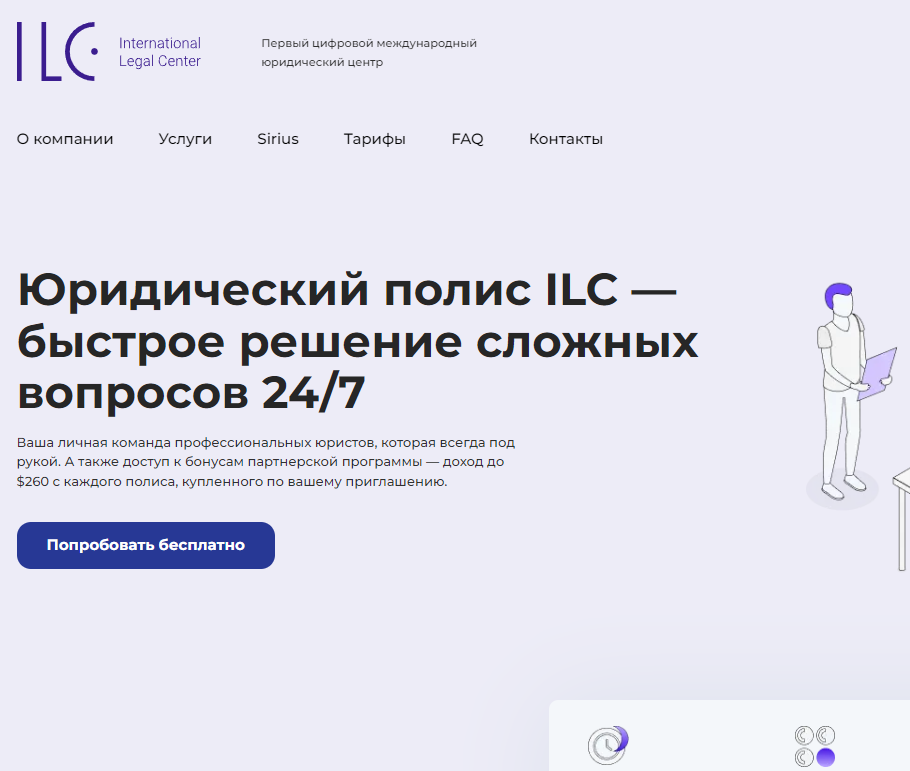 ILC
International
Legal Center
Первый цифровой международный
юридический центр
О компании Услуги Sirius Тарифы FAQ Контакты
Юридический полис ILC —
быстрое решение сложных
вопросов 24/7
Ваша личная команда профессиональных юристов, которая всегда под
рукой. А также доступ к бонусам партнерской программы — доход до
$260 с каждого полиса, купленного по вашему приглашению.
Попробовать бесплатно